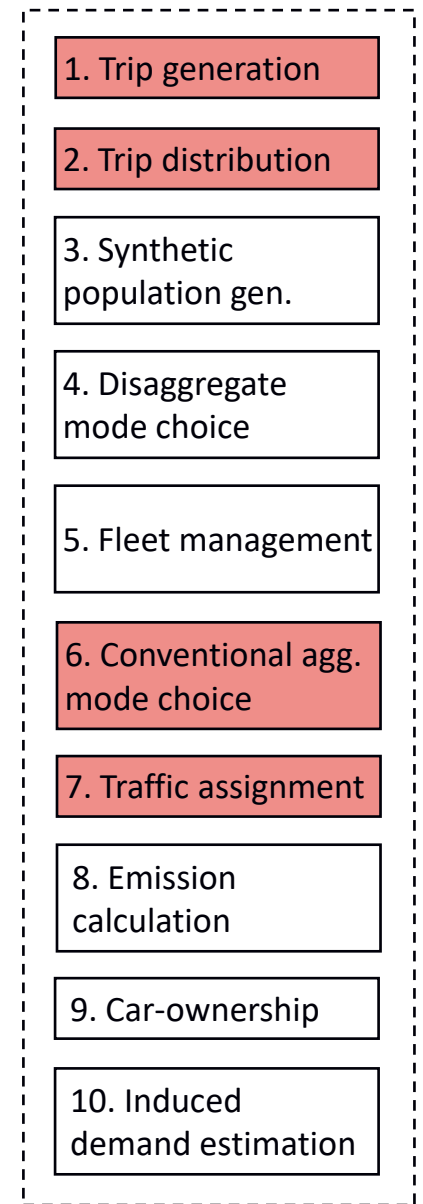 1. Trip generation
2. Trip distribution
3. Synthetic
population gen.
4. Disaggregate
mode choice
5. Fleet management
6. Conventional agg.
mode choice
7. Traffic assignment
8. Emission
calculation
9. Car-ownership
10. Induced
demand estimation